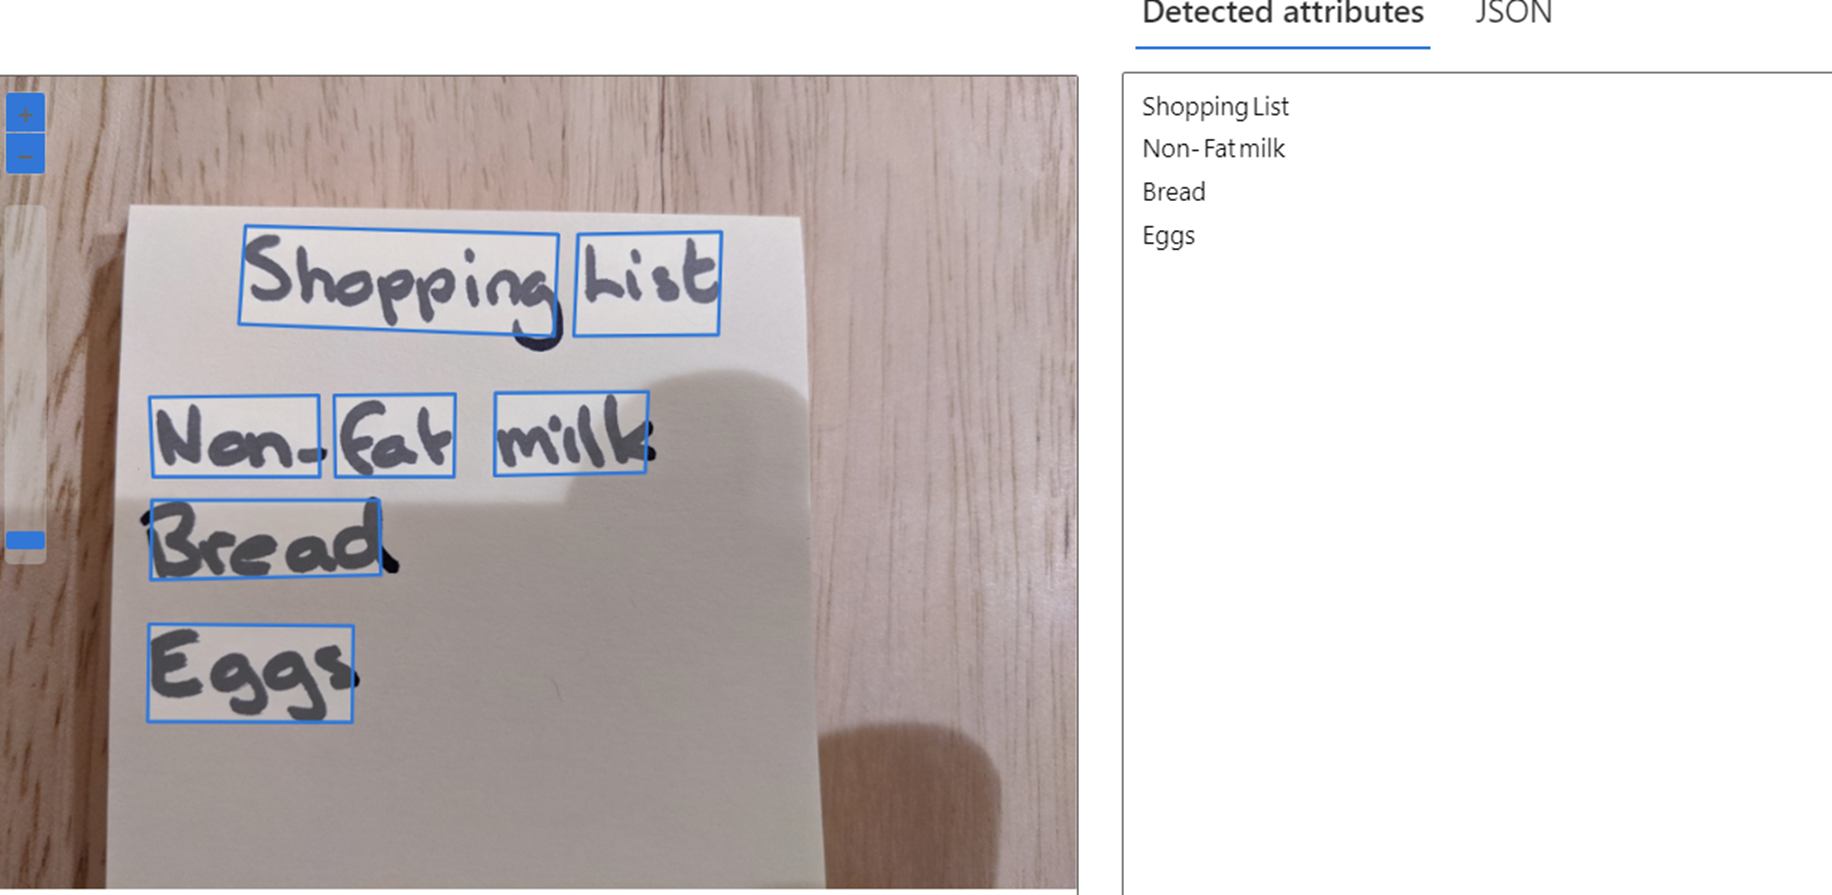 Detected attributes JSON
Shopping List
Non-Fat milk
Bread
Eggs
Shopping List
Non- Fat milk
Bread
Eggs